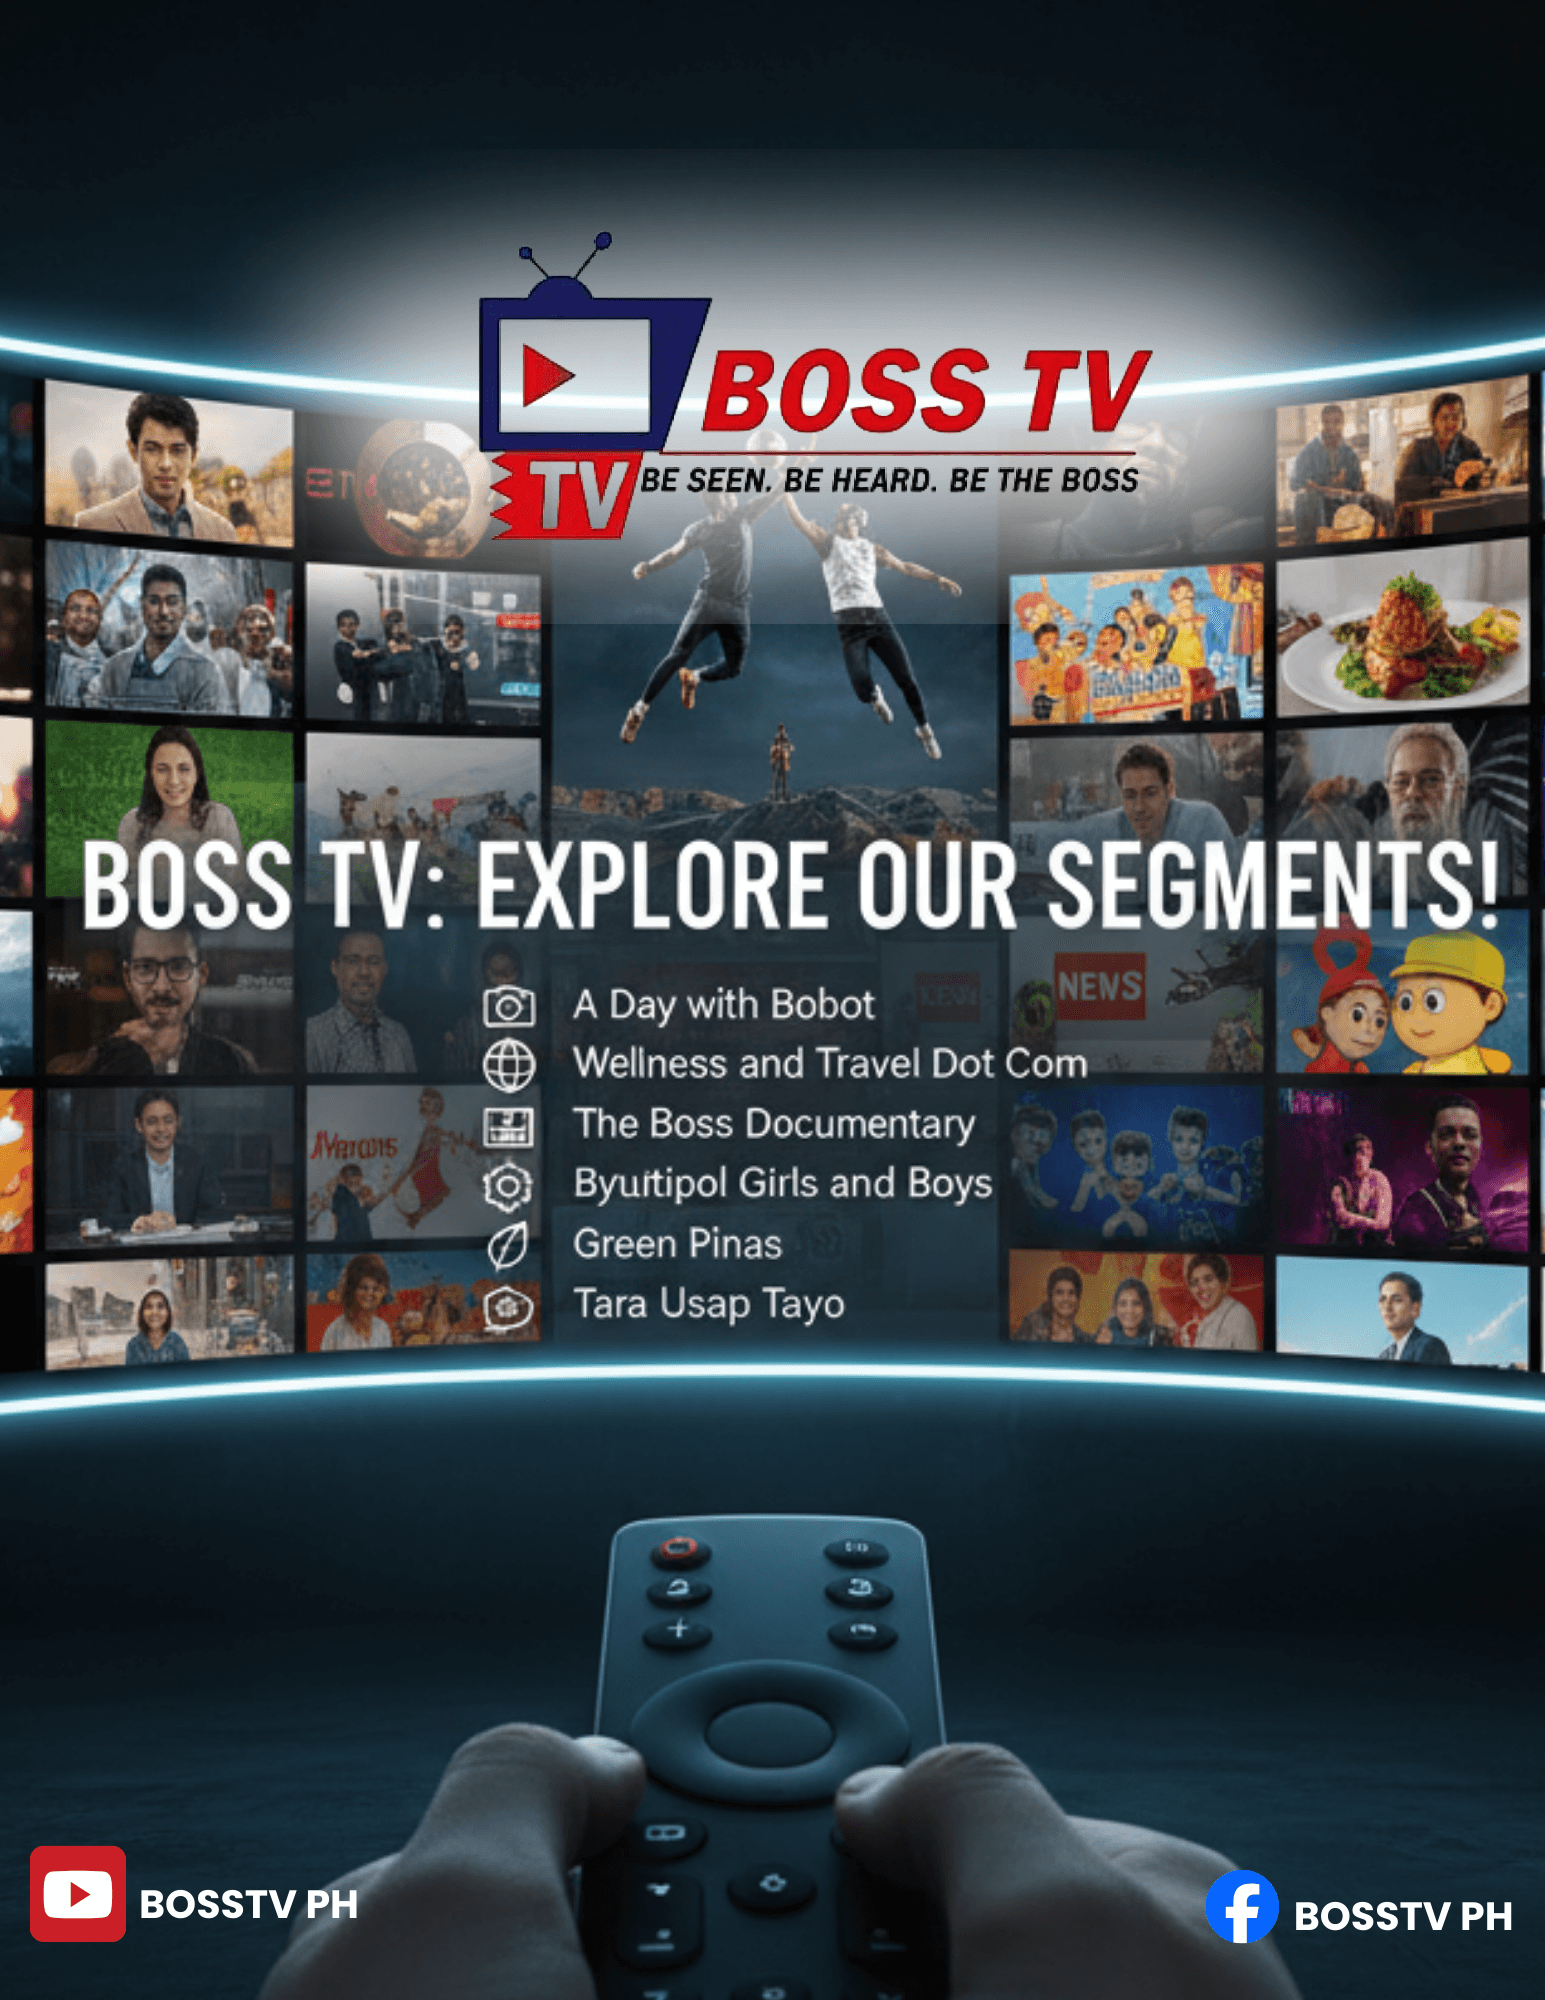 BOSS TV
TV
BE SEEN. BE HEARD. BE THE BOSS
BOSS TV: EXPLORE OUR SEGMENTS!
NEWS
A Day with Bobot
Wellness and Travel Dot Com
The Boss Documentary
Byurtipol Girls and Boys
Green Pinas
Tara Usap Tayo
BOSSTV PH
BOSSTV PH